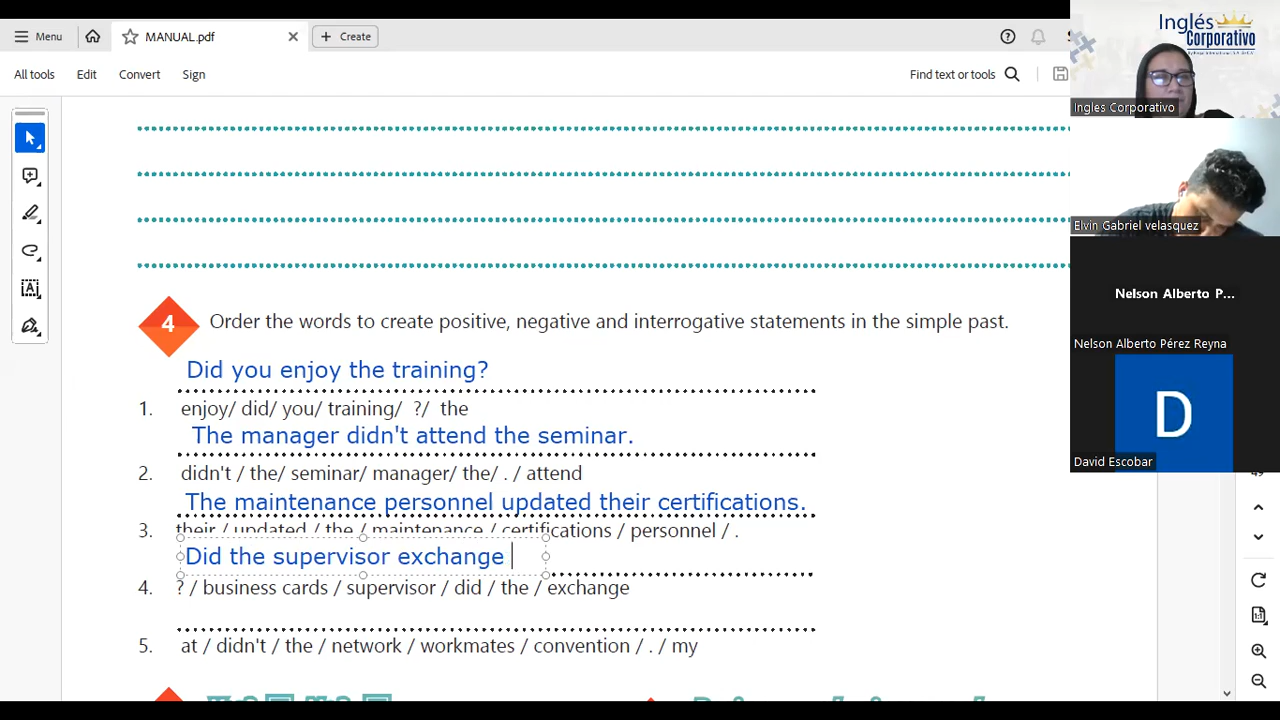 Menu
MANUAL.pdf
Create
All tools
Edit
Convert
Sign
Find text or tools
Inglés
Corporativo
Ingles Corporativo
Elvin Gabriel velasquez
Nelson Alberto P...
Nelson Alberto Pérez Reyna
D
David Escobar
4 Order the words to create positive, negative and interrogative statements in the simple past.
Did you enjoy the training?
1. enjoy/ did/ you/ training/ ?/ the
The manager didn't attend the seminar.
2. didn't / the/ seminar/ manager/ the/ . / attend
The maintenance personnel updated their certifications.
3. their / updated / the / maintenance / certifications / personnel / .
Did the supervisor exchange
4. ? / business cards / supervisor / did / the / exchange
5. at / didn't / the / network / workmates / convention / . / my